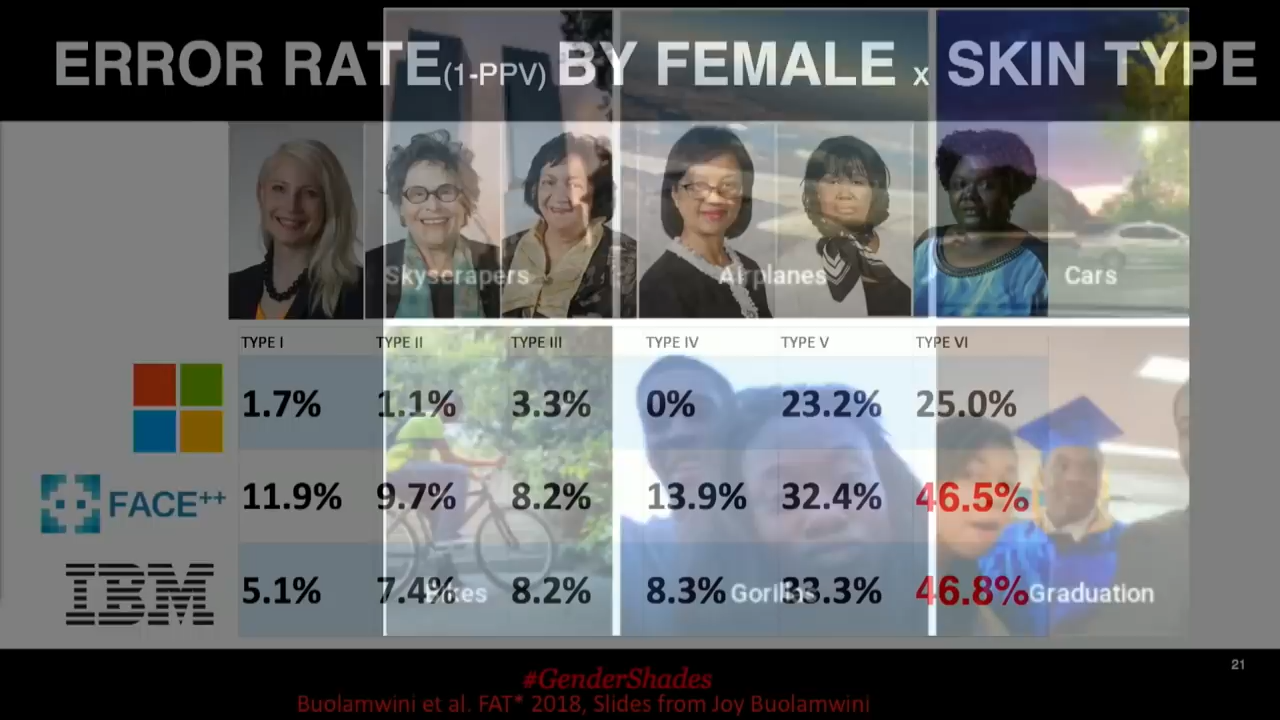 ERROR RATE(1-PPV) BY FEMALE x SKIN TYPE
Skyscrapers Airplanes Cars
TYPE I TYPE II TYPE III TYPE IV TYPE V TYPE VI
1.7% 1.1% 3.3% 0% 23.2% 25.0%
FACE++ 11.9% 9.7% 8.2% 13.9% 32.4% 46.5%
IBM 5.1% 7.4% 8.2% 8.3% 33.3% 46.8%
Bikes Gorillas Graduation
21
#GenderShades
Buolamwini et al. FAT* 2018, Slides from Joy Buolamwini